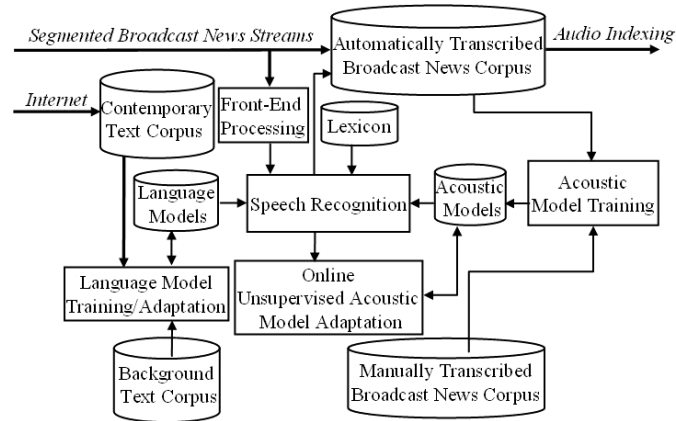 Segmented Broadcast News Streams
Automatically Transcribed
Broadcast News Corpus
Audio Indexing
Internet
Contemporary
Text Corpus
Front-End
Processing
Lexicon
Language
Models
Speech Recognition
Acoustic
Models
Acoustic
Model Training
Language Model
Training/Adaptation
Online
Unsupervised Acoustic
Model Adaptation
Background
Text Corpus
Manually Transcribed
Broadcast News Corpus